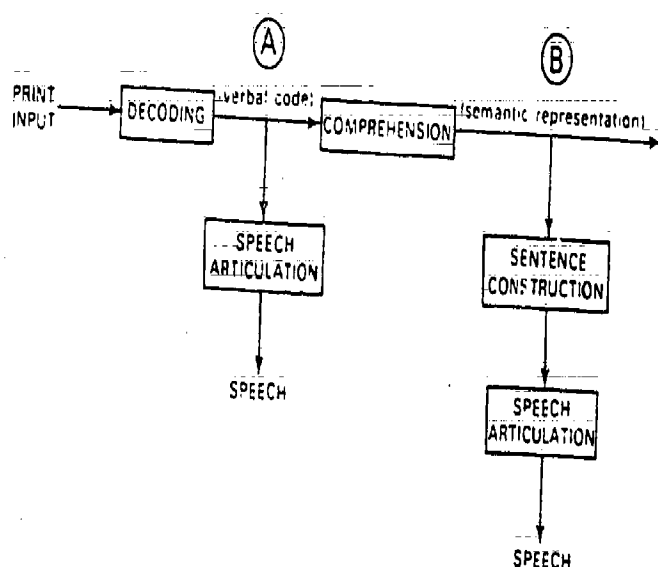 A
B
PRINT
INPUT
DECODING
(verbal code)
COMPREHENSION
(semantic representation)
SPEECH
ARTICULATION
SENTENCE
CONSTRUCTION
SPEECH
SPEECH
ARTICULATION
SPEECH